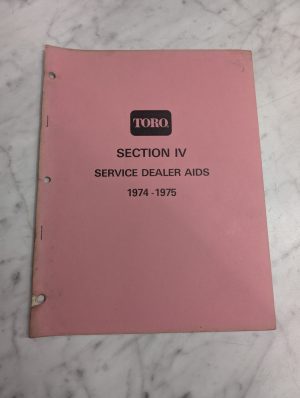 TORO
SECTION IV
SERVICE DEALER AIDS
1974-1975